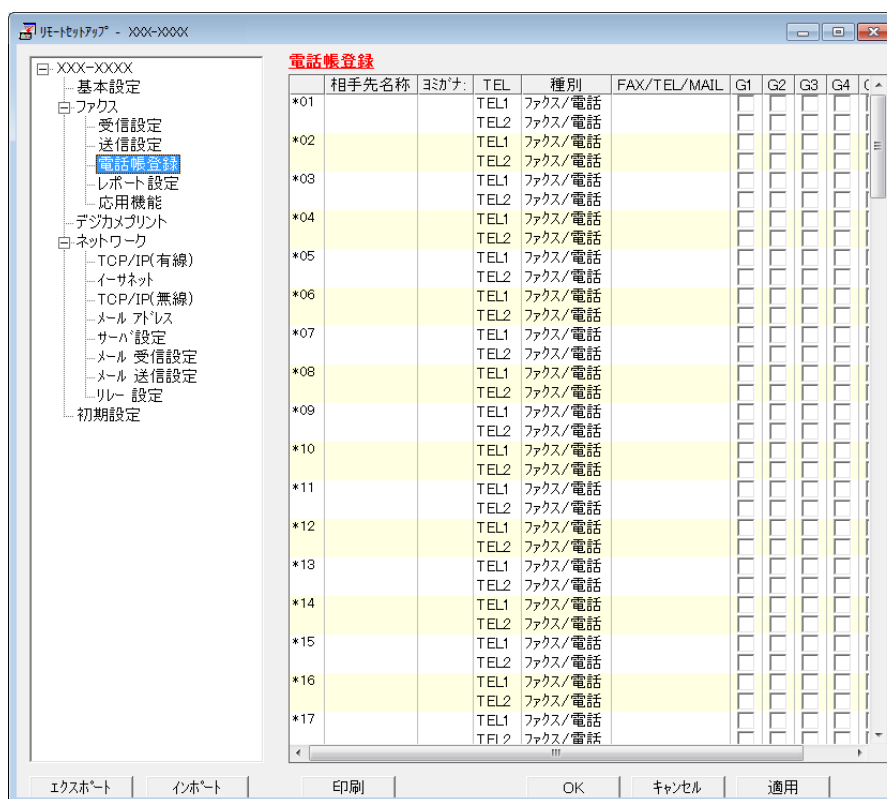 リモートセットアップ - XXX-XXXX
XXX-XXXX
基本設定
ファクス
受信設定
送信設定
電話帳登録
レポート設定
応用機能
デジカメプリント
ネットワーク
TCP/IP(有線)
イーサネット
TCP/IP(無線)
メール アドレス
サーバ設定
メール 受信設定
メール 送信設定
リレー 設定
初期設定
電話帳登録
相手先名称 ヨミガナ: TEL 種別 FAX/TEL/MAIL G1 G2 G3 G4
*01 TEL1 ファクス/電話
TEL2 ファクス/電話
*02 TEL1 ファクス/電話
TEL2 ファクス/電話
*03 TEL1 ファクス/電話
TEL2 ファクス/電話
*04 TEL1 ファクス/電話
TEL2 ファクス/電話
*05 TEL1 ファクス/電話
TEL2 ファクス/電話
*06 TEL1 ファクス/電話
TEL2 ファクス/電話
*07 TEL1 ファクス/電話
TEL2 ファクス/電話
*08 TEL1 ファクス/電話
TEL2 ファクス/電話
*09 TEL1 ファクス/電話
TEL2 ファクス/電話
*10 TEL1 ファクス/電話
TEL2 ファクス/電話
*11 TEL1 ファクス/電話
TEL2 ファクス/電話
*12 TEL1 ファクス/電話
TEL2 ファクス/電話
*13 TEL1 ファクス/電話
TEL2 ファクス/電話
*14 TEL1 ファクス/電話
TEL2 ファクス/電話
*15 TEL1 ファクス/電話
TEL2 ファクス/電話
*16 TEL1 ファクス/電話
TEL2 ファクス/電話
*17 TEL1 ファクス/電話
TEL2 ファクス/電話
エクスポート インポート 印刷 OK キャンセル 適用